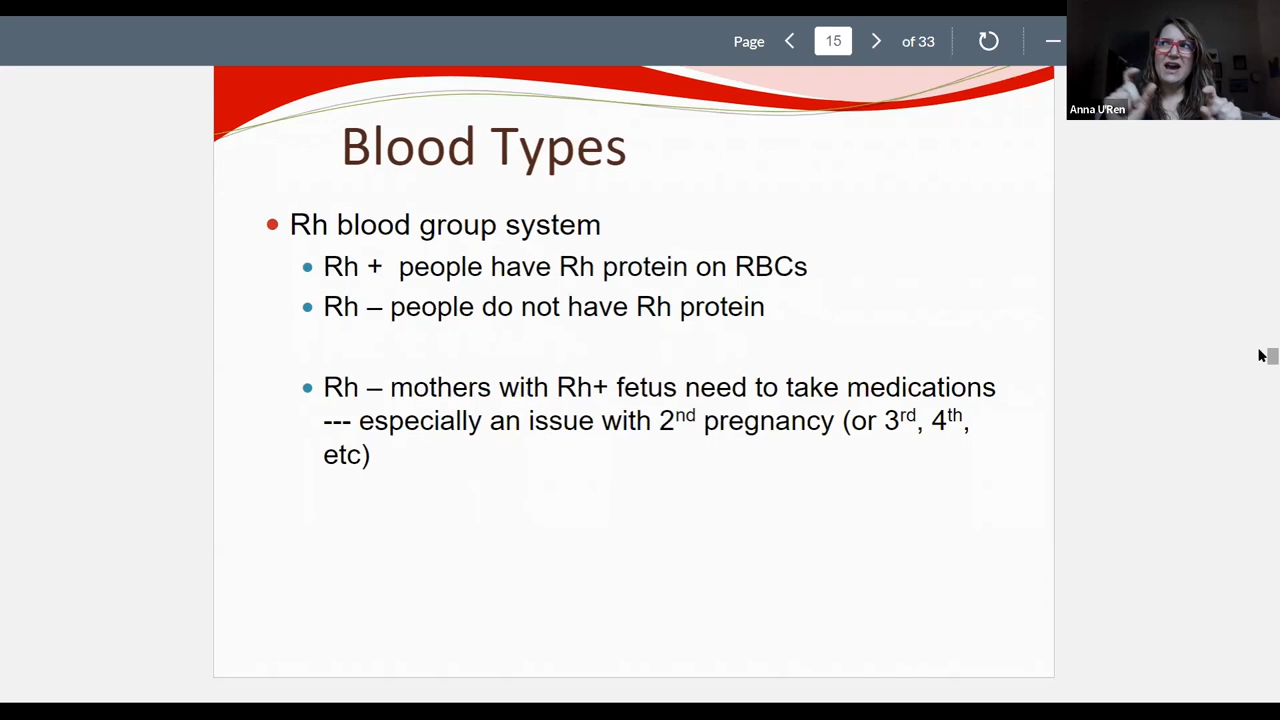 Page 15 of 33
Anna U'Ren
Blood Types
Rh blood group system
Rh + people have Rh protein on RBCs
Rh – people do not have Rh protein
Rh – mothers with Rh+ fetus need to take medications
--- especially an issue with 2nd pregnancy (or 3rd, 4th,
etc)